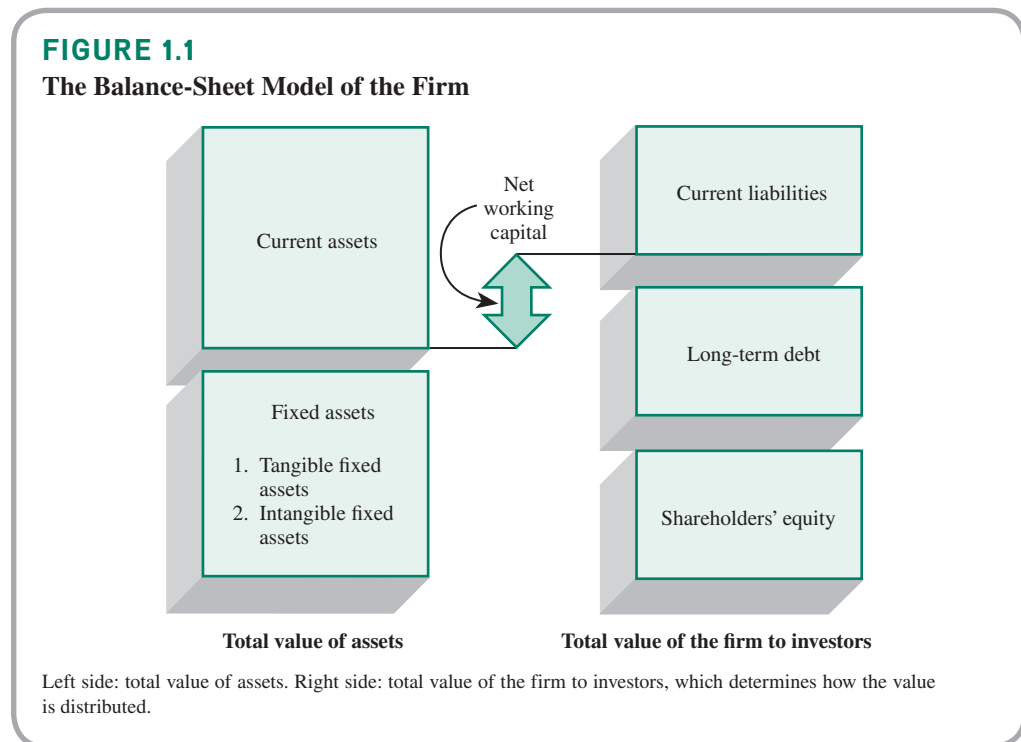 FIGURE 1.1
The Balance-Sheet Model of the Firm
Current assets
Net
working
capital
Current liabilities
Long-term debt
Fixed assets
1. Tangible fixed
assets
2. Intangible fixed
assets
Shareholders’ equity
Total value of assets
Total value of the firm to investors
Left side: total value of assets. Right side: total value of the firm to investors, which determines how the value
is distributed.